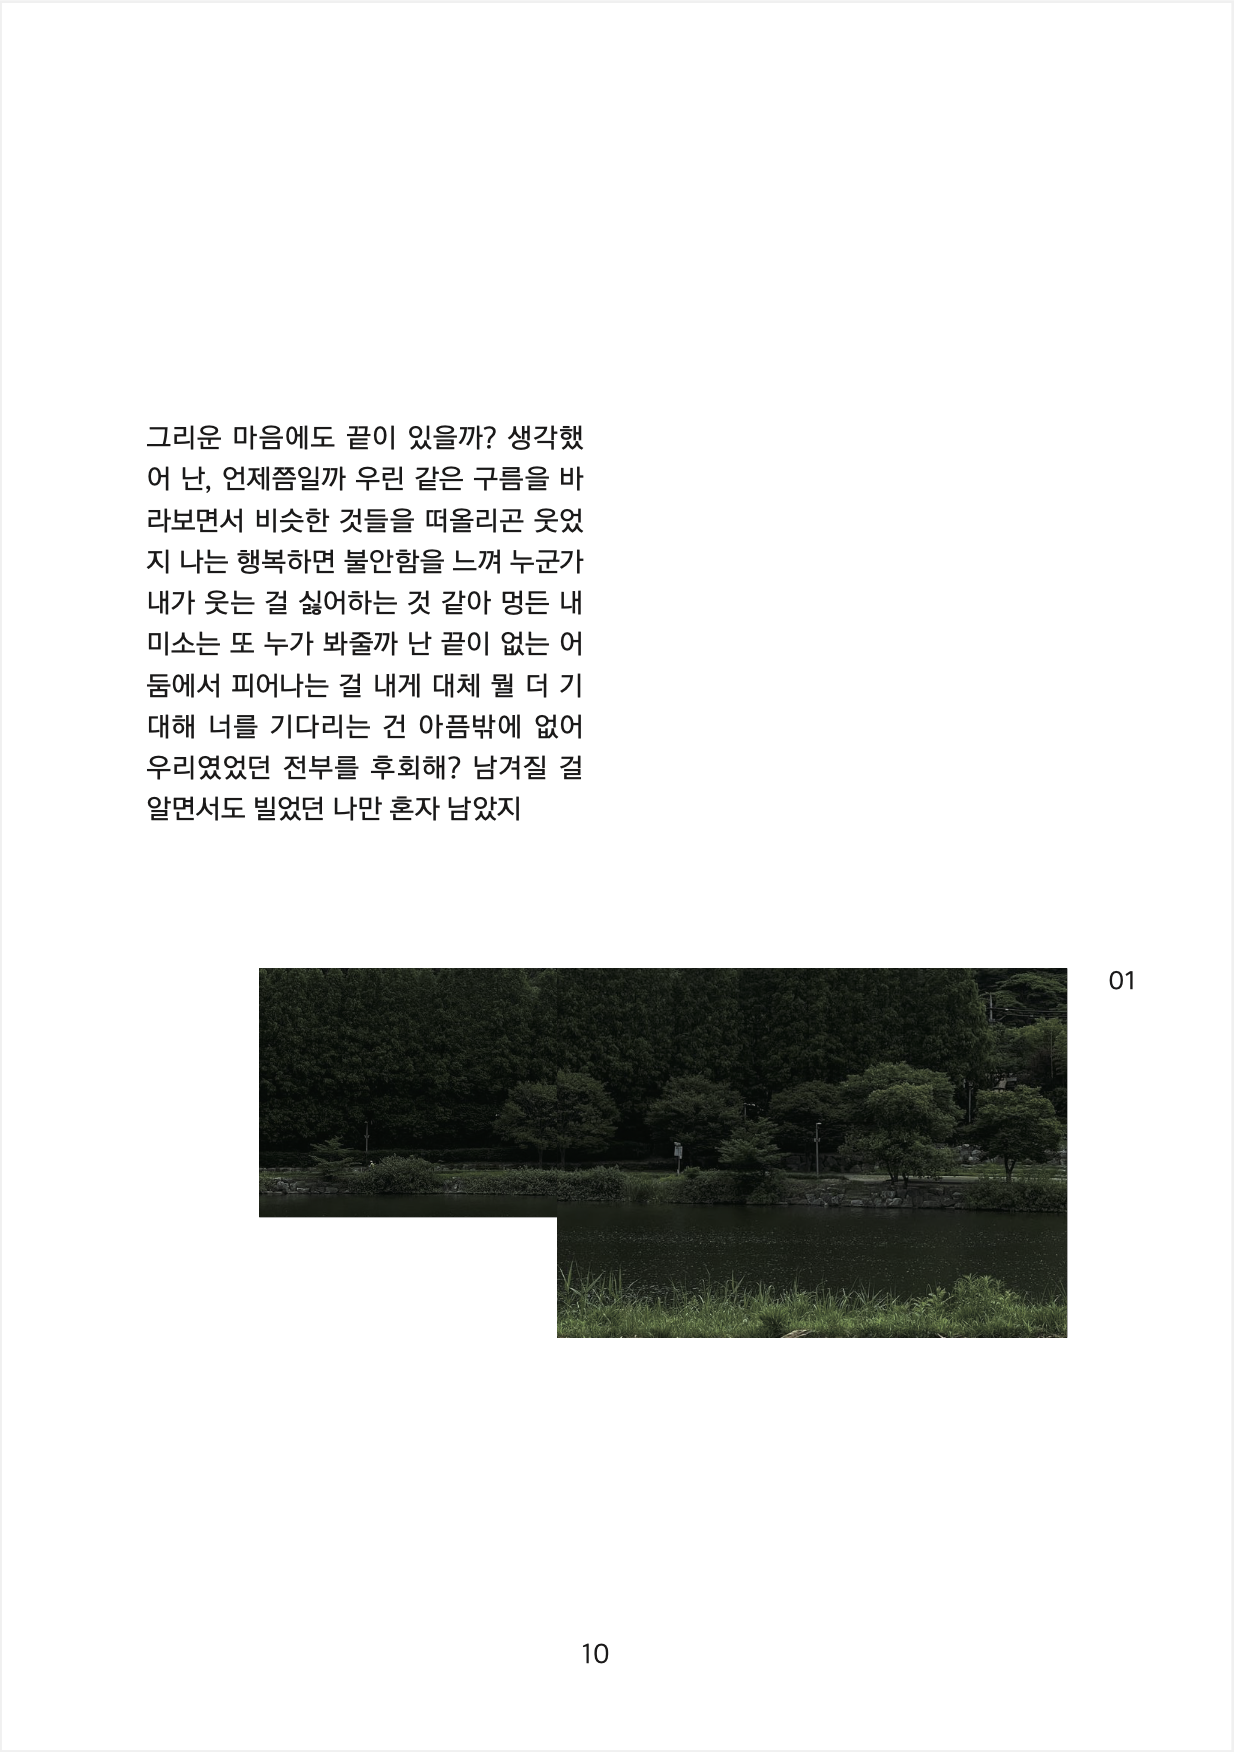 그리운 마음에도 끝이 있을까? 생각했
어 난, 언제쯤일까 우린 같은 구름을 바
라보면서 비슷한 것들을 떠올리곤 웃었
지 나는 행복하면 불안함을 느껴 누군가
내가 웃는 걸 싫어하는 것 같아 멍든 내
미소는 또 누가 봐줄까 난 끝이 없는 어
둠에서 피어나는 걸 내게 대체 뭘 더 기
대해 너를 기다리는 건 아픔밖에 없어
우리였었던 전부를 후회해? 남겨질 걸
알면서도 빌었던 나만 혼자 남았지
01
10